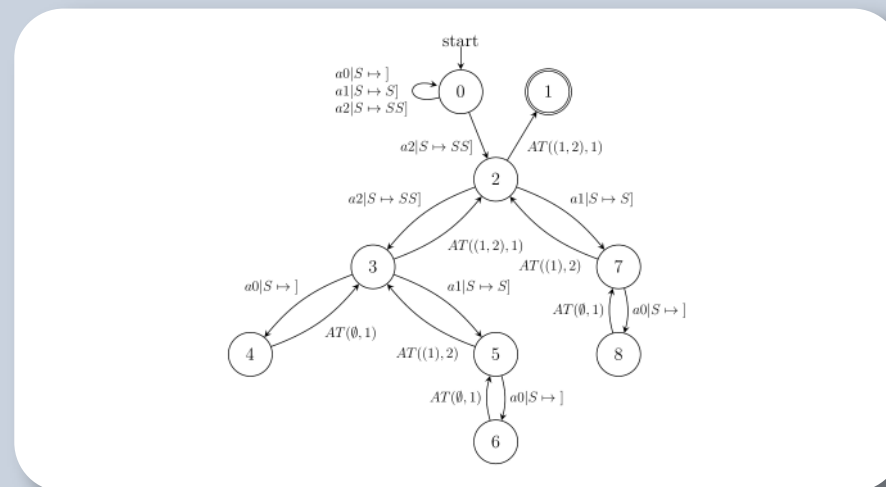 start
a0|S ↦ ]
a1|S ↦ S]
a2|S ↦ SS]
0
1
a2|S ↦ SS]
AT((1, 2), 1)
2
a2|S ↦ SS]
a1|S ↦ S]
AT((1, 2), 1)
AT((1), 2)
3
7
a0|S ↦ ]
a1|S ↦ S]
AT(∅, 1)
a0|S ↦ ]
AT(∅, 1)
AT((1), 2)
4
5
8
AT(∅, 1)
a0|S ↦ ]
6